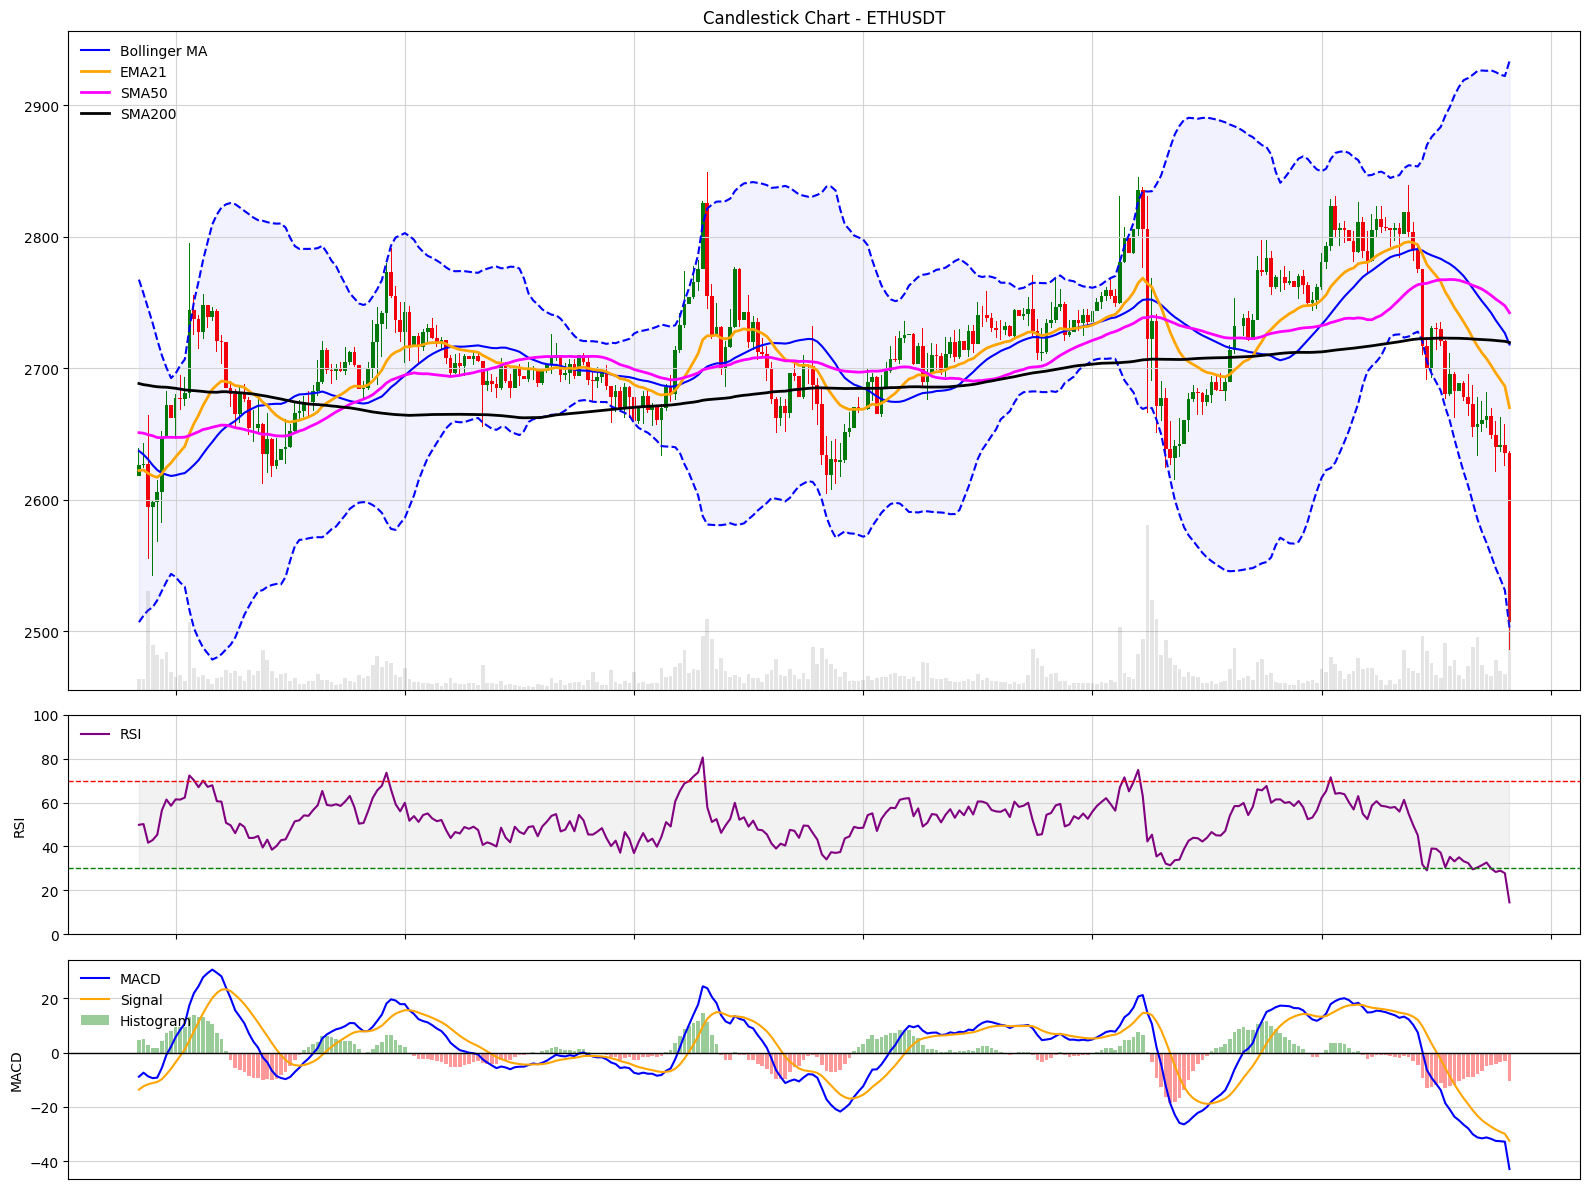 Candlestick Chart - ETHUSDT
Bollinger MA
EMA21
SMA50
SMA200
2900
2800
2700
2600
2500
RSI
100
80
60
40
20
0
RSI
MACD
Signal
Histogram
20
0
−20
−40
MACD